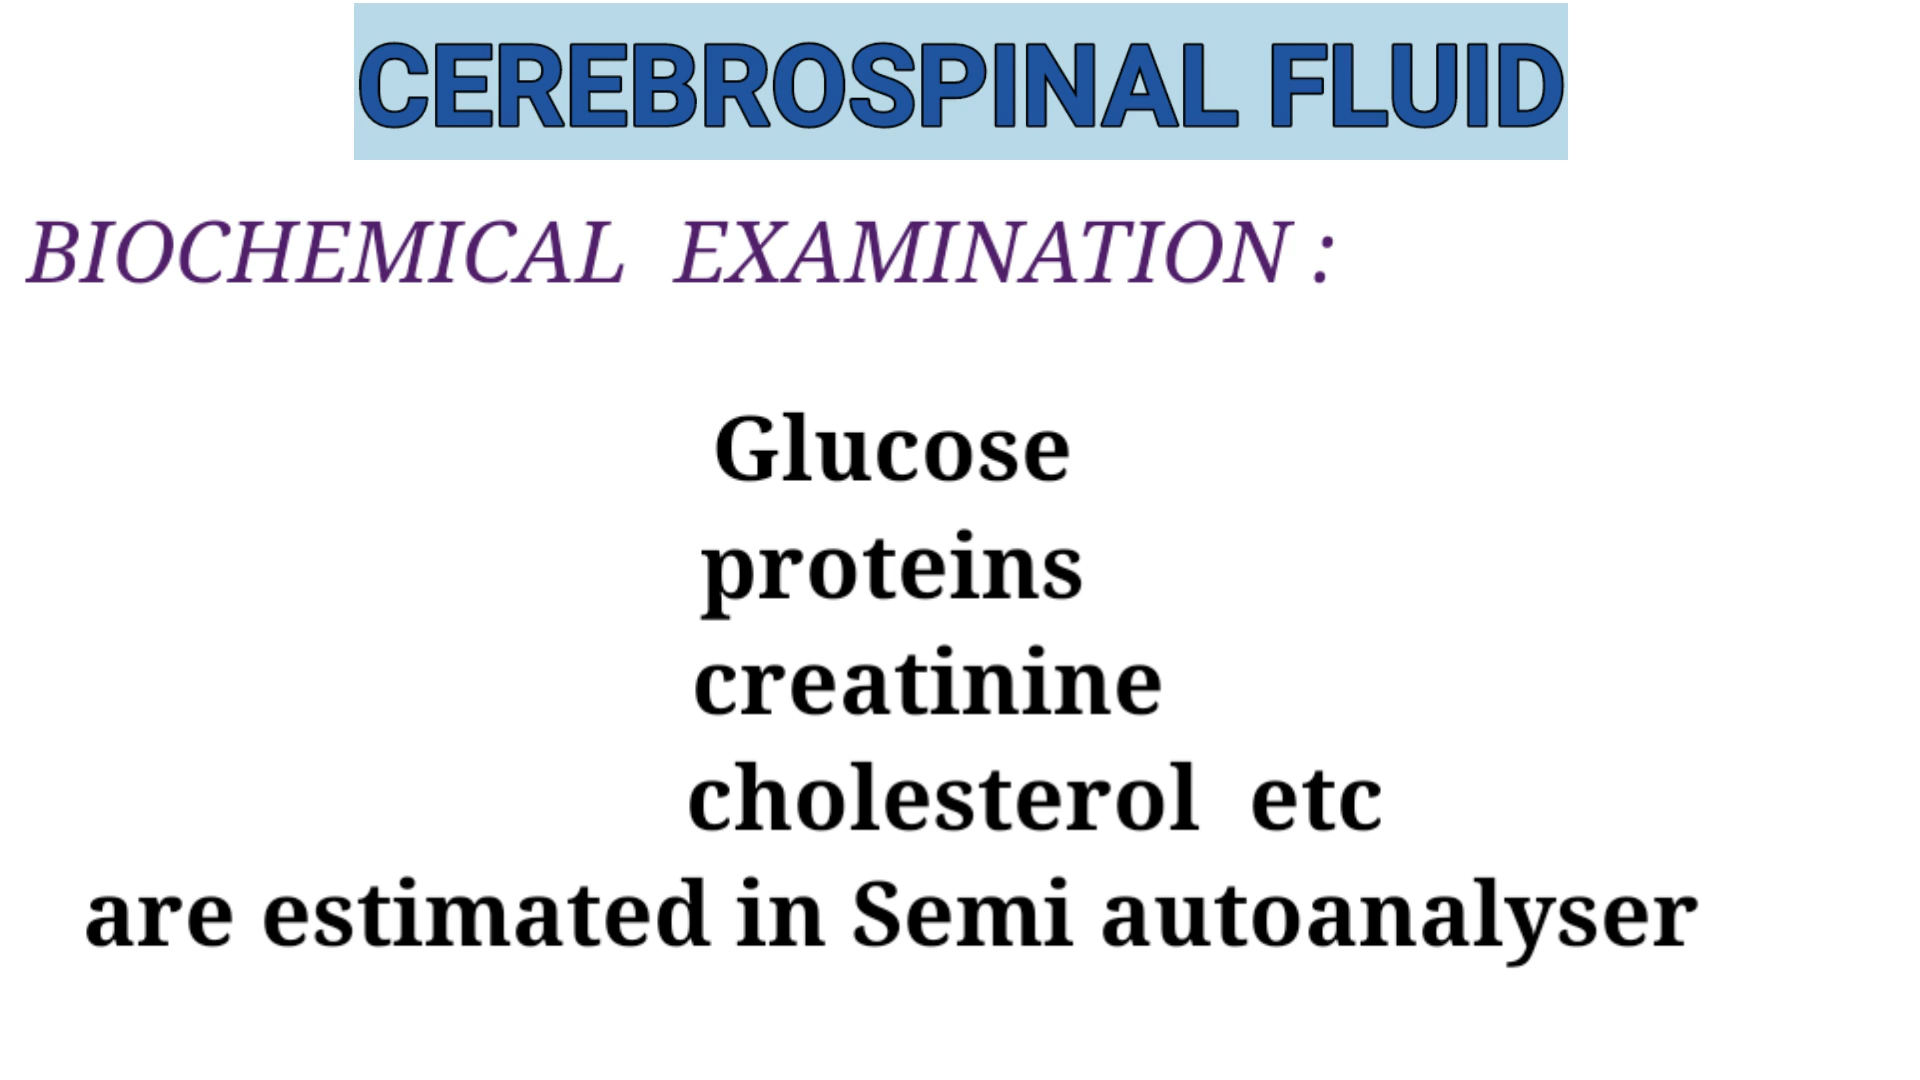 CEREBROSPINAL FLUID
BIOCHEMICAL EXAMINATION :
Glucose
proteins
creatinine
cholesterol etc
are estimated in Semi autoanalyser